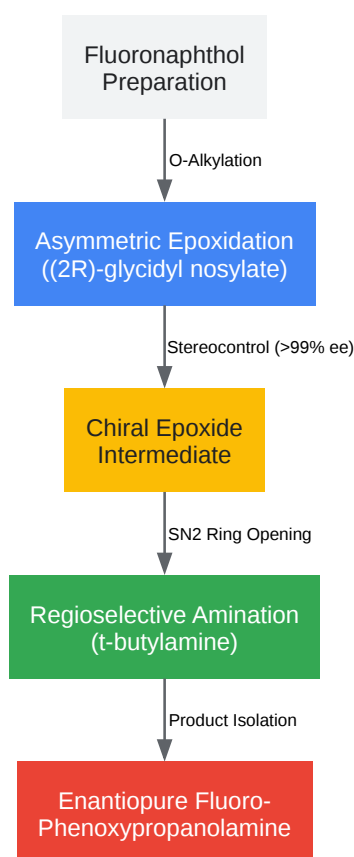 Fluoronaphthol
Preparation
O-Alkylation
Asymmetric Epoxidation
((2R)-glycidyl nosylate)
Stereocontrol (>99% ee)
Chiral Epoxide
Intermediate
SN2 Ring Opening
Regioselective Amination
(t-butylamine)
Product Isolation
Enantiopure Fluoro-
Phenoxypropanolamine